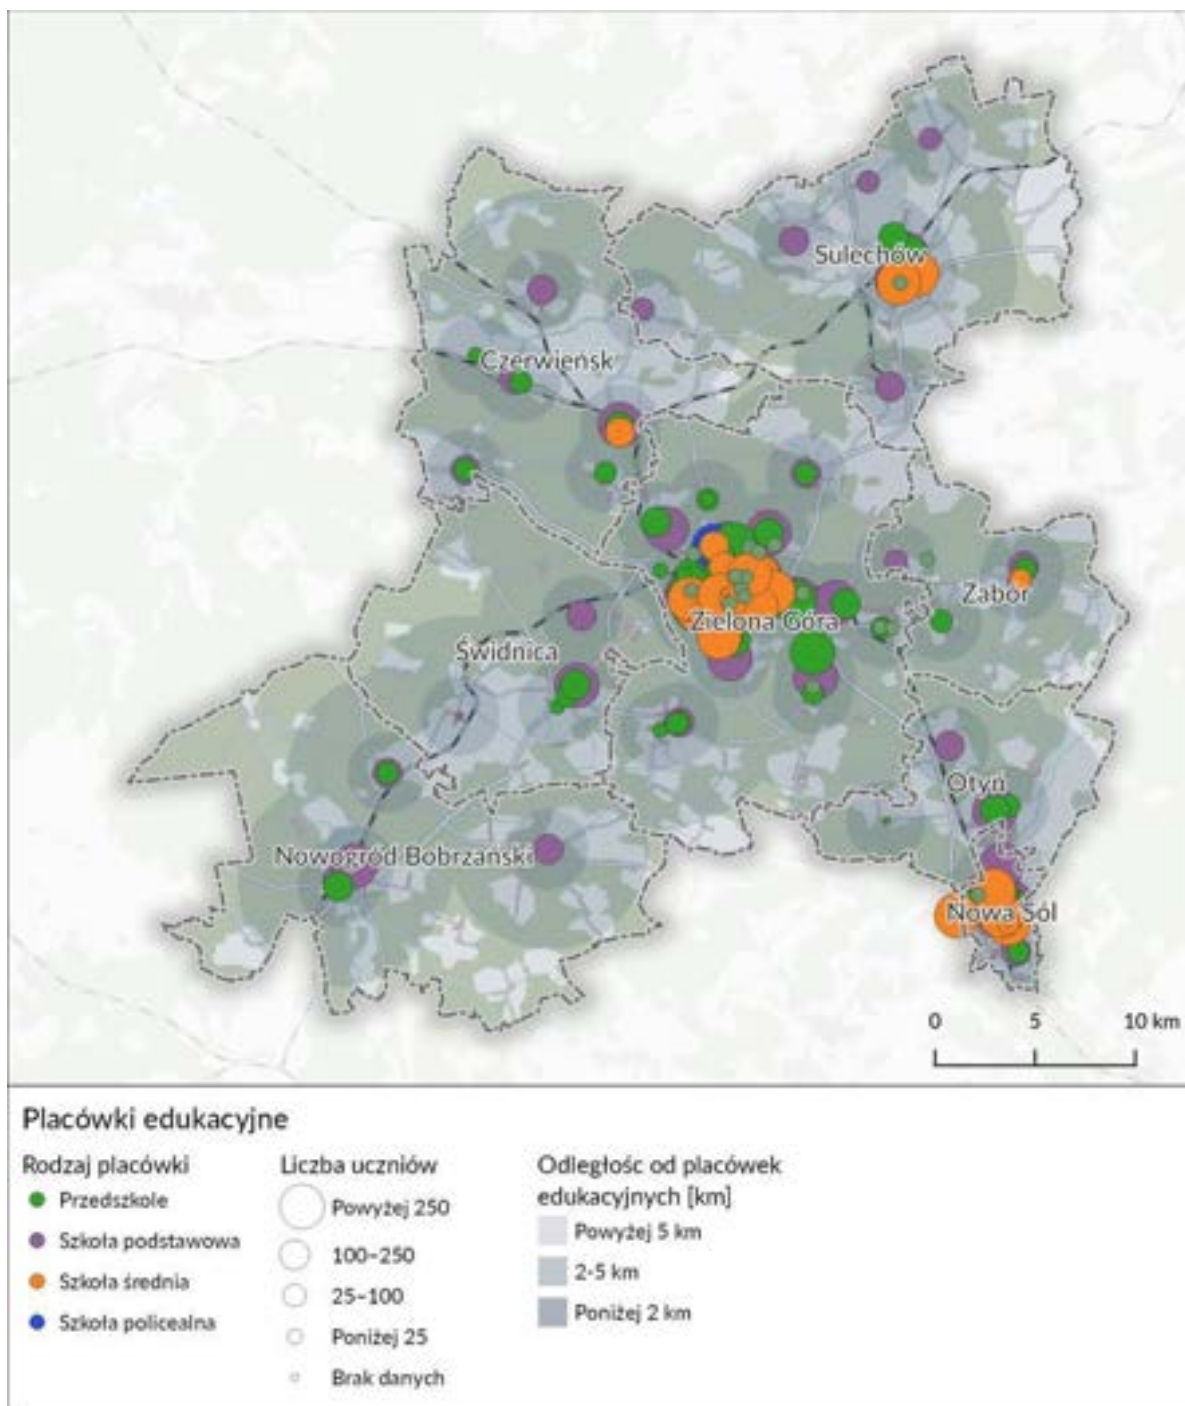 Sulechów
Czerwieńsk
Zabór
Zielona Góra
Świdnica
Otyń
Nowogród Bobrzański
Nowa Sól
0 5 10 km
Placówki edukacyjne
Rodzaj placówki
Przedszkole
Szkoła podstawowa
Szkoła średnia
Szkoła policealna
Liczba uczniów
Powyżej 250
100–250
25–100
Poniżej 25
Brak danych
Odległośc od placówek
edukacyjnych [km]
Powyżej 5 km
2-5 km
Poniżej 2 km